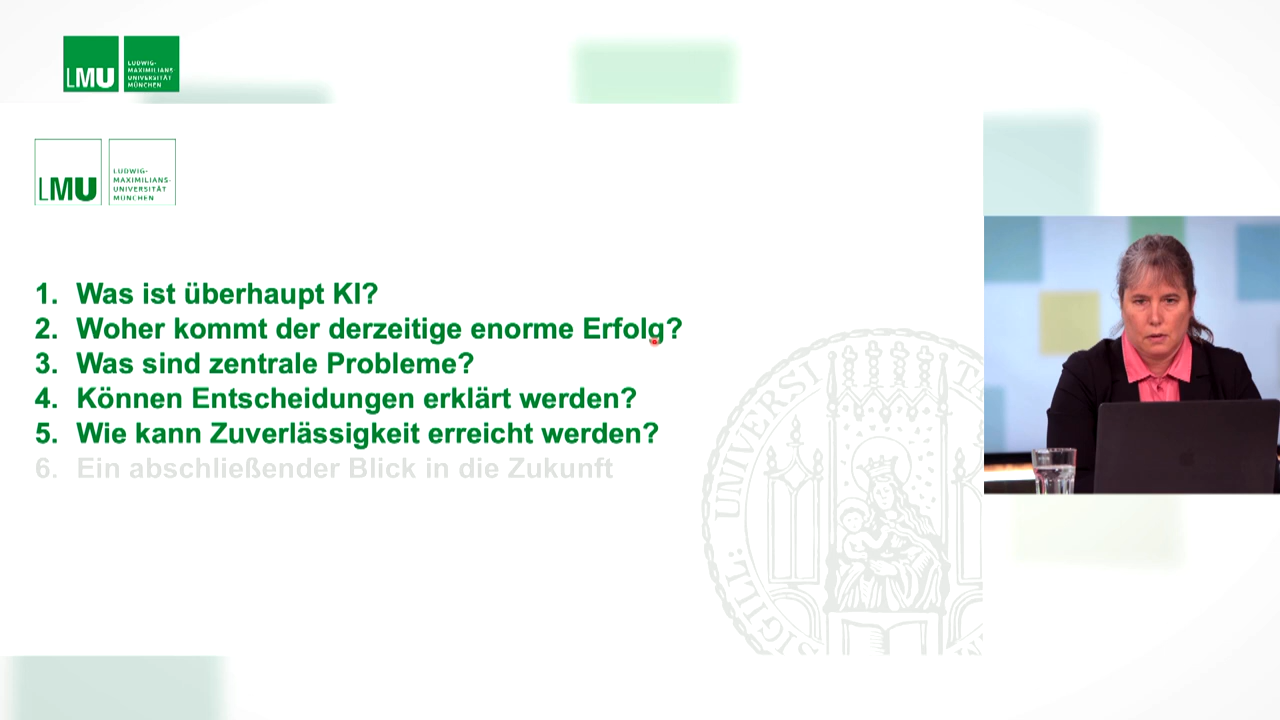 LMU
LUDWIG-
MAXIMILIANS
UNIVERSITÄT
MÜNCHEN
LMU
LUDWIG-
MAXIMILIANS-
UNIVERSITÄT
MÜNCHEN
1. Was ist überhaupt KI?
2. Woher kommt der derzeitige enorme Erfolg?
3. Was sind zentrale Probleme?
4. Können Entscheidungen erklärt werden?
5. Wie kann Zuverlässigkeit erreicht werden?
6. Ein abschließender Blick in die Zukunft
SIGILL: UNIVERSITA